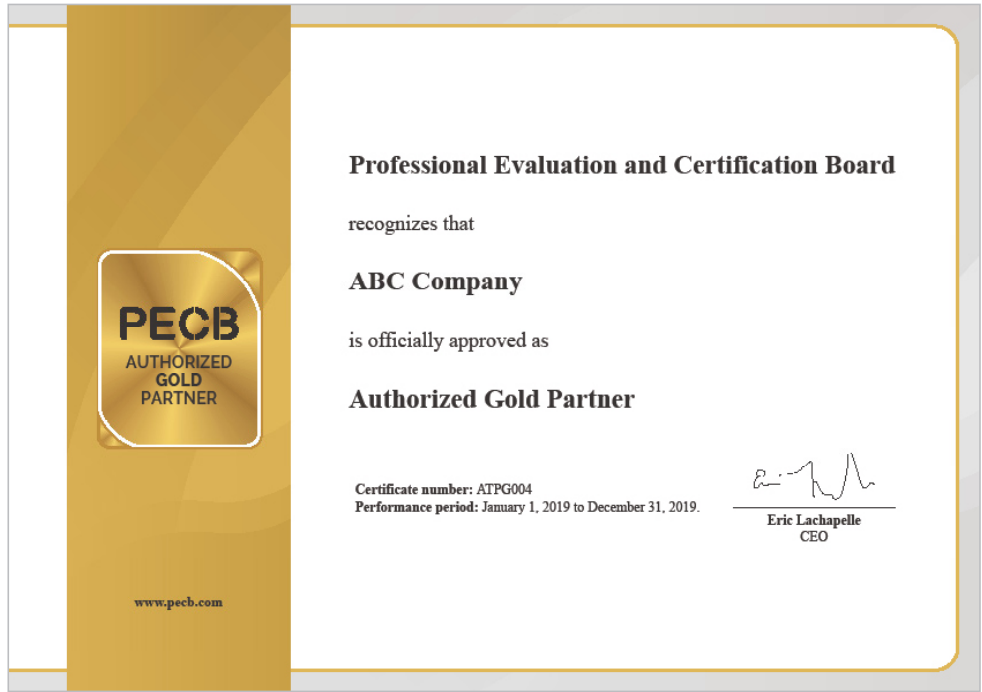 Professional Evaluation and Certification Board
recognizes that
ABC Company
is officially approved as
Authorized Gold Partner
PECB
AUTHORIZED
GOLD
PARTNER
Certificate number: ATPG004
Performance period: January 1, 2019 to December 31, 2019.
Eric Lachapelle
CEO
www.pecb.com